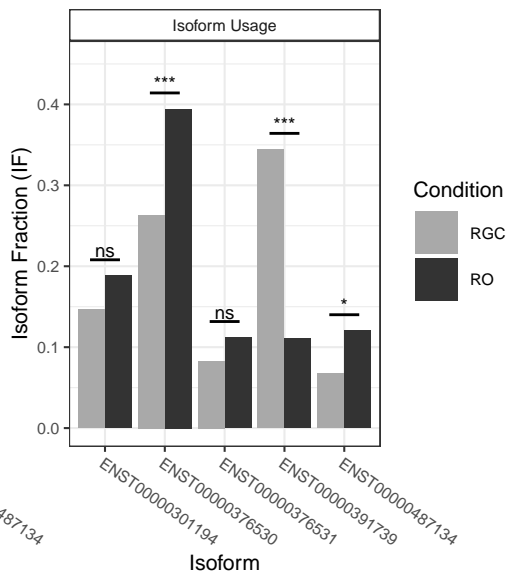 Isoform Usage
***
***
ns
ns
*
0.4
0.3
0.2
0.1
0.0
Isoform Fraction (IF)
Condition
RGC
RO
ENST00000301194
ENST00000376530
ENST00000376531
ENST00000391739
ENST00000487134
487134
Isoform